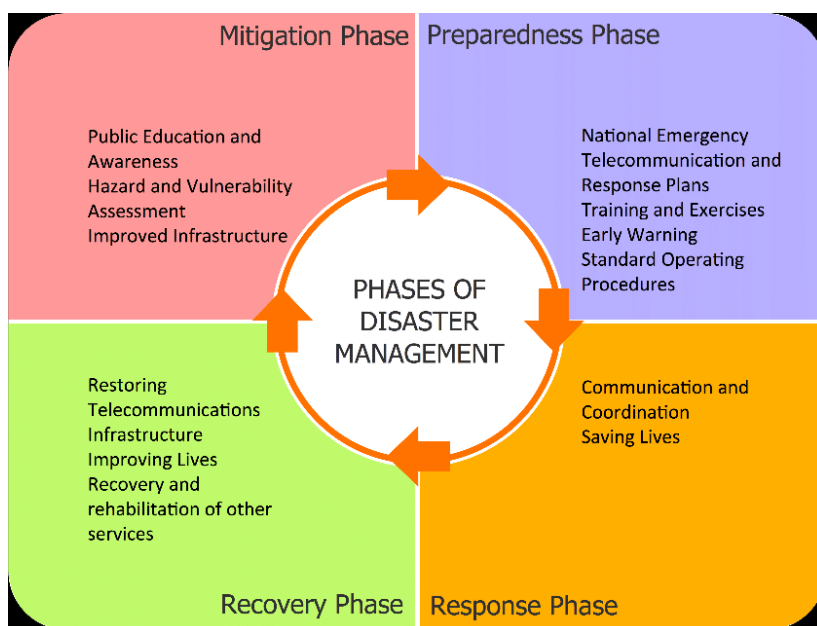 Mitigation Phase
Preparedness Phase
Public Education and
Awareness
Hazard and Vulnerability
Assessment
Improved Infrastructure
National Emergency
Telecommunication and
Response Plans
Training and Exercises
Early Warning
Standard Operating
Procedures
PHASES OF
DISASTER
MANAGEMENT
Restoring
Telecommunications
Infrastructure
Improving Lives
Recovery and
rehabilitation of other
services
Communication and
Coordination
Saving Lives
Recovery Phase
Response Phase